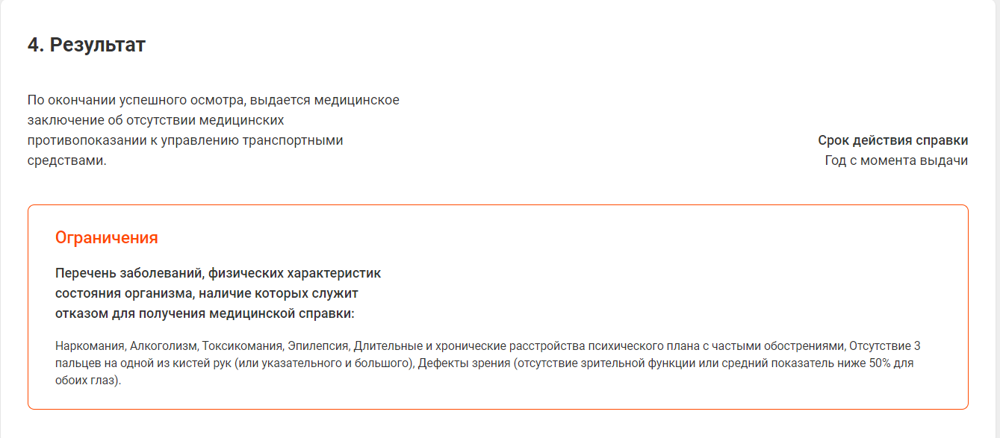 4. Результат
По окончании успешного осмотра, выдается медицинское
заключение об отсутствии медицинских
противопоказании к управлению транспортными
средствами.
Срок действия справки
Год с момента выдачи
Ограничения
Перечень заболеваний, физических характеристик
состояния организма, наличие которых служит
отказом для получения медицинской справки:
Наркомания, Алкоголизм, Токсикомания, Эпилепсия, Длительные и хронические расстройства психического плана с частыми обострениями, Отсутствие 3
пальцев на одной из кистей рук (или указательного и большого), Дефекты зрения (отсутствие зрительной функции или средний показатель ниже 50% для
обоих глаз).